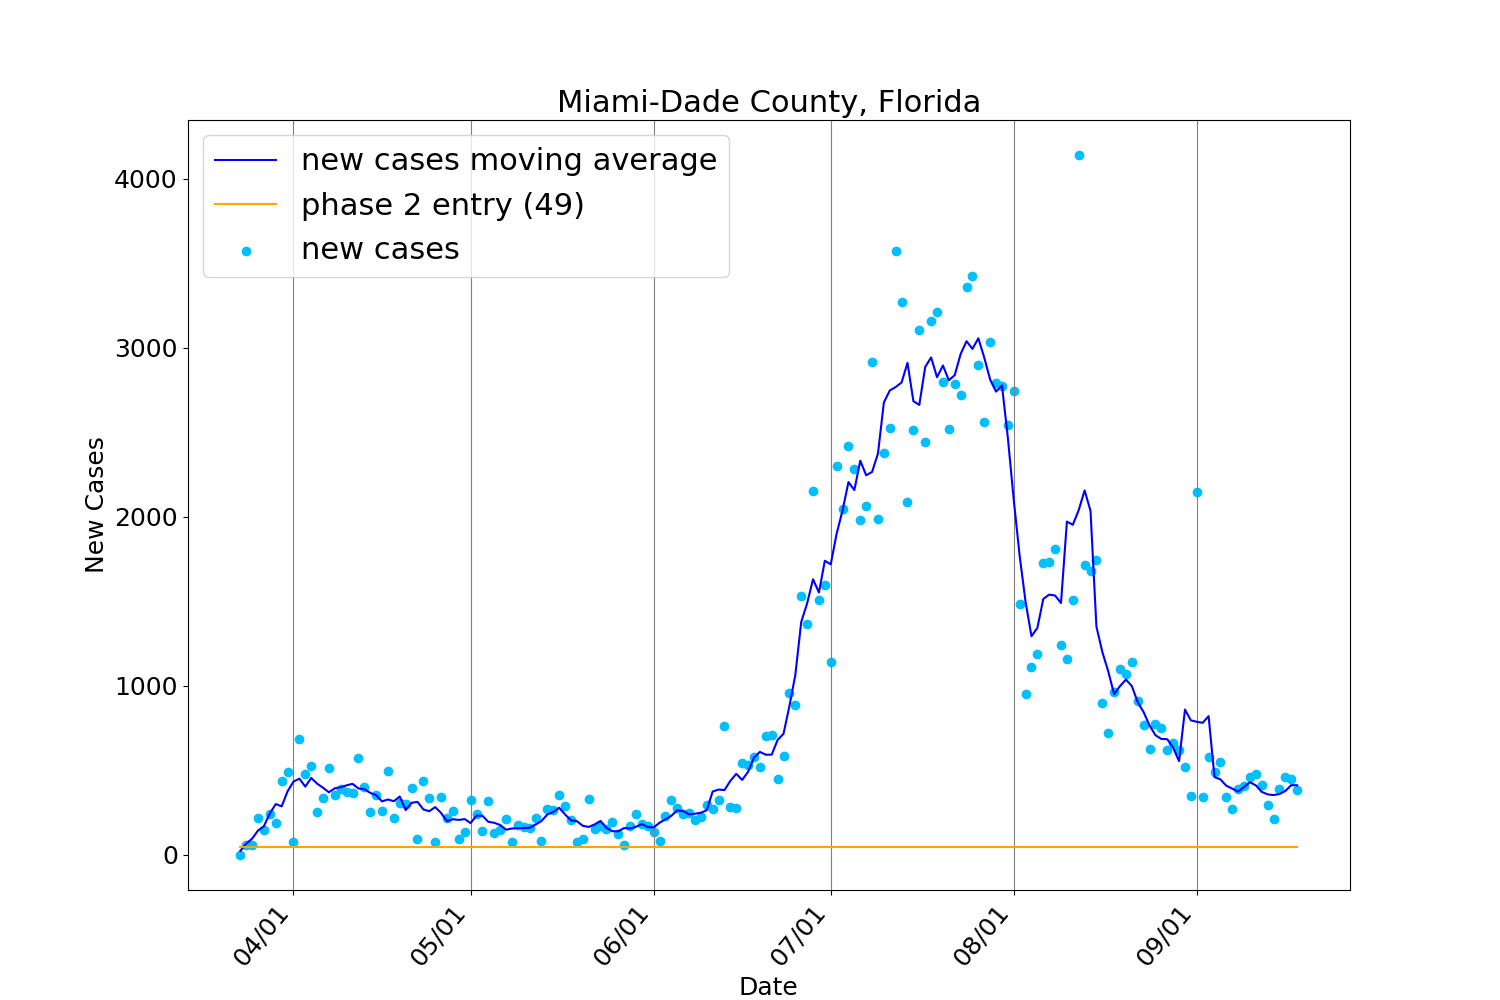 Miami-Dade County, Florida
new cases moving average
phase 2 entry (49)
new cases
4000
3000
2000
1000
0
New Cases
04/01
05/01
06/01
07/01
08/01
09/01
Date